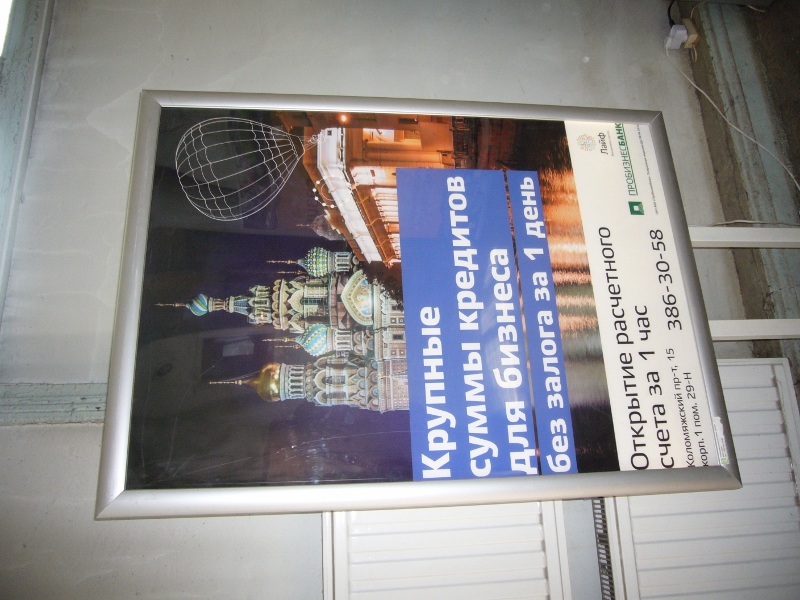 Крупные
суммы кредитов
для бизнеса
без залога за 1 день
Открытие расчетного
счета за 1 час
Коломяжский пр-т, 15
корп. 1 пом. 29-Н
386-30-58
Лайф
ПРОБИЗНЕСБАНК